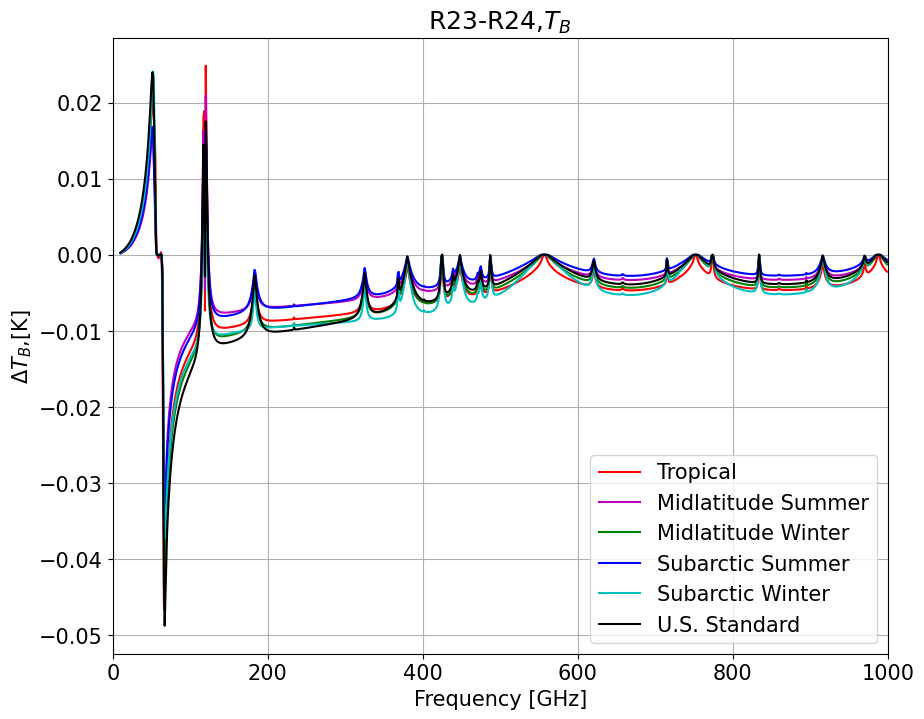 R23-R24,T_B
ΔT_B,[K]
0.02
0.01
0.00
−0.01
−0.02
−0.03
−0.04
−0.05
Tropical
Midlatitude Summer
Midlatitude Winter
Subarctic Summer
Subarctic Winter
U.S. Standard
0 200 400 600 800 1000
Frequency [GHz]